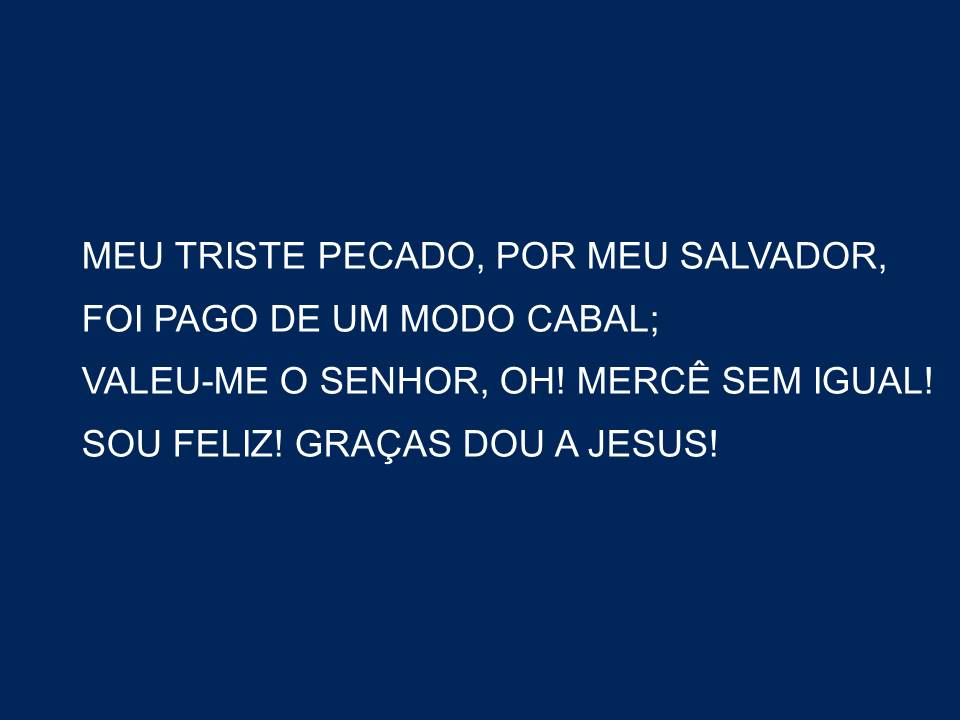 MEU TRISTE PECADO, POR MEU SALVADOR,
FOI PAGO DE UM MODO CABAL;
VALEU-ME O SENHOR, OH! MERCÊ SEM IGUAL!
SOU FELIZ! GRAÇAS DOU A JESUS!